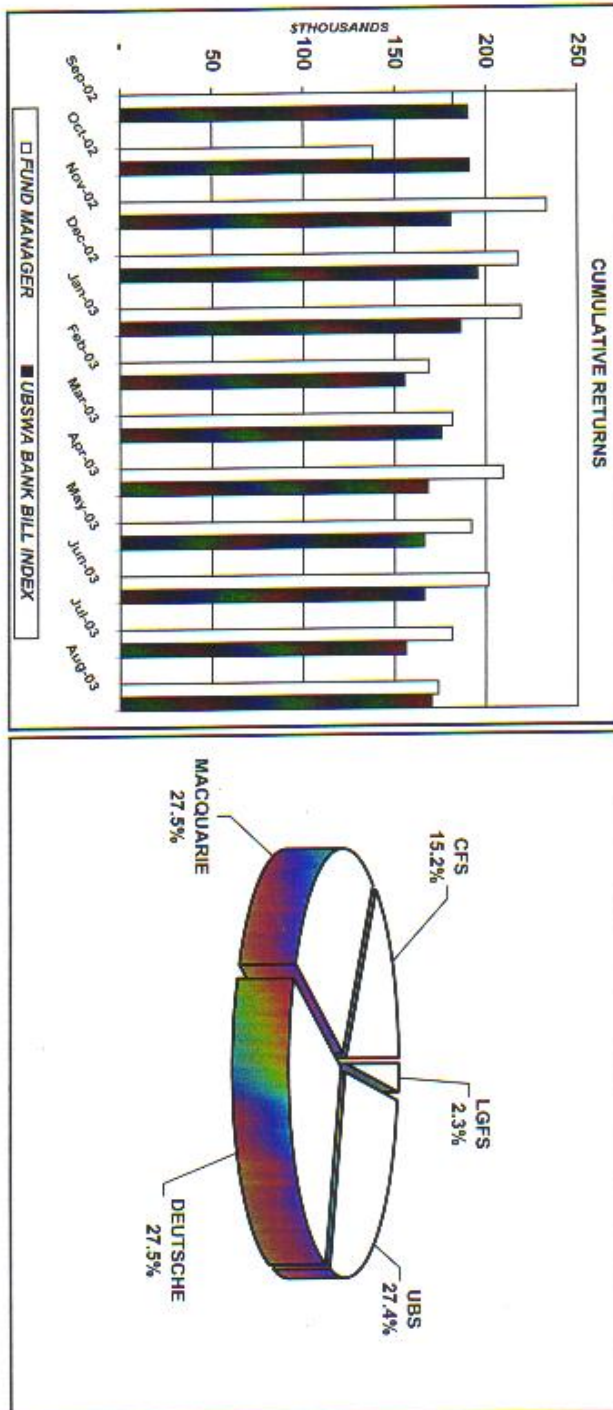 CUMULATIVE RETURNS
$THOUSANDS
250
200
150
100
50
-
Sep-02
Oct-02
Nov-02
Dec-02
Jan-03
Feb-03
Mar-03
Apr-03
May-03
Jun-03
Jul-03
Aug-03
FUND MANAGER
UBSWA BANK BILL INDEX
CFS
15.2%
LGFS
2.3%
UBS
27.4%
MACQUARIE
27.5%
DEUTSCHE
27.5%